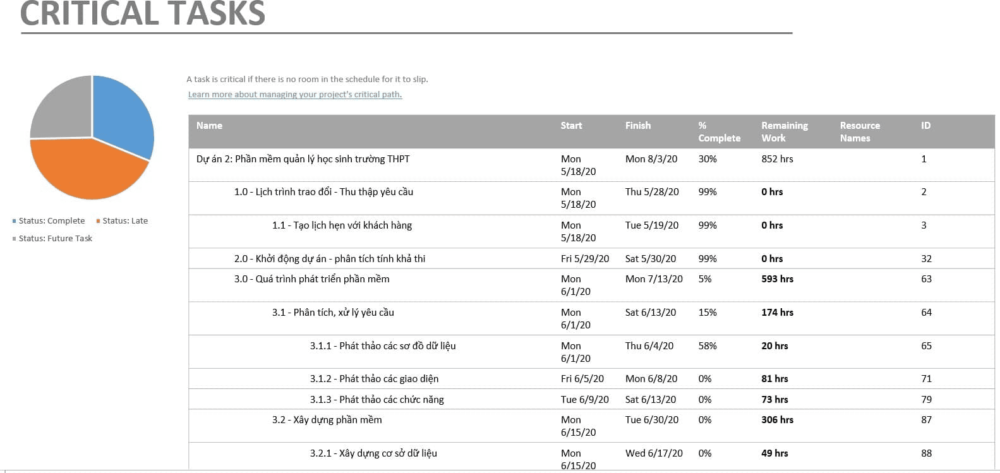 CRITICAL TASKS
A task is critical if there is no room in the schedule for it to slip.
Learn more about managing your project's critical path.
Status: Complete Status: Late
Status: Future Task
Name Start Finish % Complete Remaining Work Resource Names ID
Dự án 2: Phần mềm quản lý học sinh trường THPT Mon 5/18/20 Mon 8/3/20 30% 852 hrs 1
1.0 - Lịch trình trao đổi - Thu thập yêu cầu Mon 5/18/20 Thu 5/28/20 99% 0 hrs 2
1.1 - Tạo lịch hẹn với khách hàng Mon 5/18/20 Tue 5/19/20 99% 0 hrs 3
2.0 - Khởi động dự án - phân tích tính khả thi Fri 5/29/20 Sat 5/30/20 99% 0 hrs 32
3.0 - Quá trình phát triển phần mềm Mon 6/1/20 Mon 7/13/20 5% 593 hrs 63
3.1 - Phân tích, xử lý yêu cầu Mon 6/1/20 Sat 6/13/20 15% 174 hrs 64
3.1.1 - Phát thảo các sơ đồ dữ liệu Mon 6/1/20 Thu 6/4/20 58% 20 hrs 65
3.1.2 - Phát thảo các giao diện Fri 6/5/20 Mon 6/8/20 0% 81 hrs 71
3.1.3 - Phát thảo các chức năng Tue 6/9/20 Sat 6/13/20 0% 73 hrs 79
3.2 - Xây dựng phần mềm Mon 6/15/20 Tue 6/30/20 0% 306 hrs 87
3.2.1 - Xây dựng cơ sở dữ liệu Mon 6/15/20 Wed 6/17/20 0% 49 hrs 88